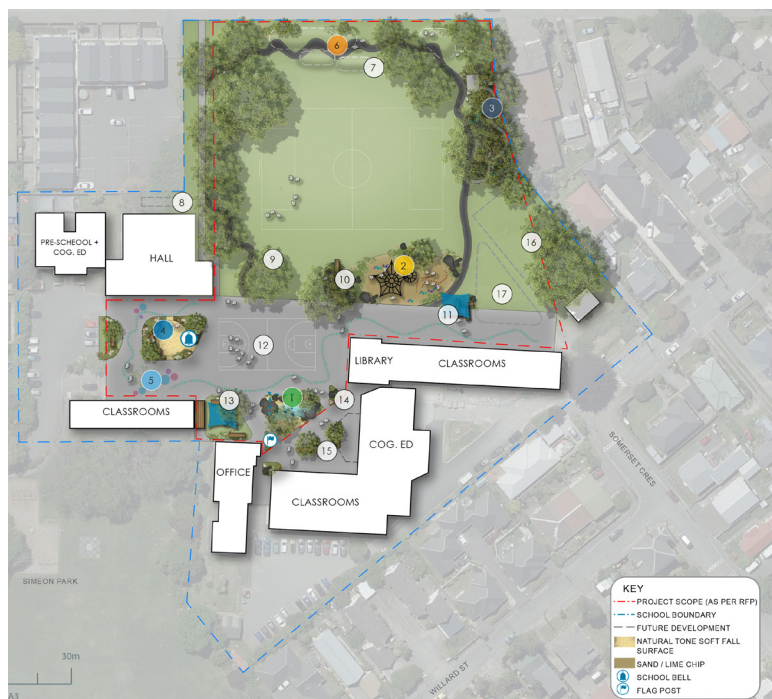 6
7
3
8
PRE-SCHEOOL +
COG. ED
HALL
16
9
10
2
17
11
4
12
LIBRARY
CLASSROOMS
5
CLASSROOMS
13
1
14
COG. ED
15
OFFICE
CLASSROOMS
SOMERSET CRES
SIMEON PARK
WILLARD ST
30m
A3
KEY
PROJECT SCOPE (AS PER RFP)
SCHOOL BOUNDARY
FUTURE DEVELOPMENT
NATURAL TONE SOFT FALL
SURFACE
SAND / LIME CHIP
SCHOOL BELL
FLAG POST